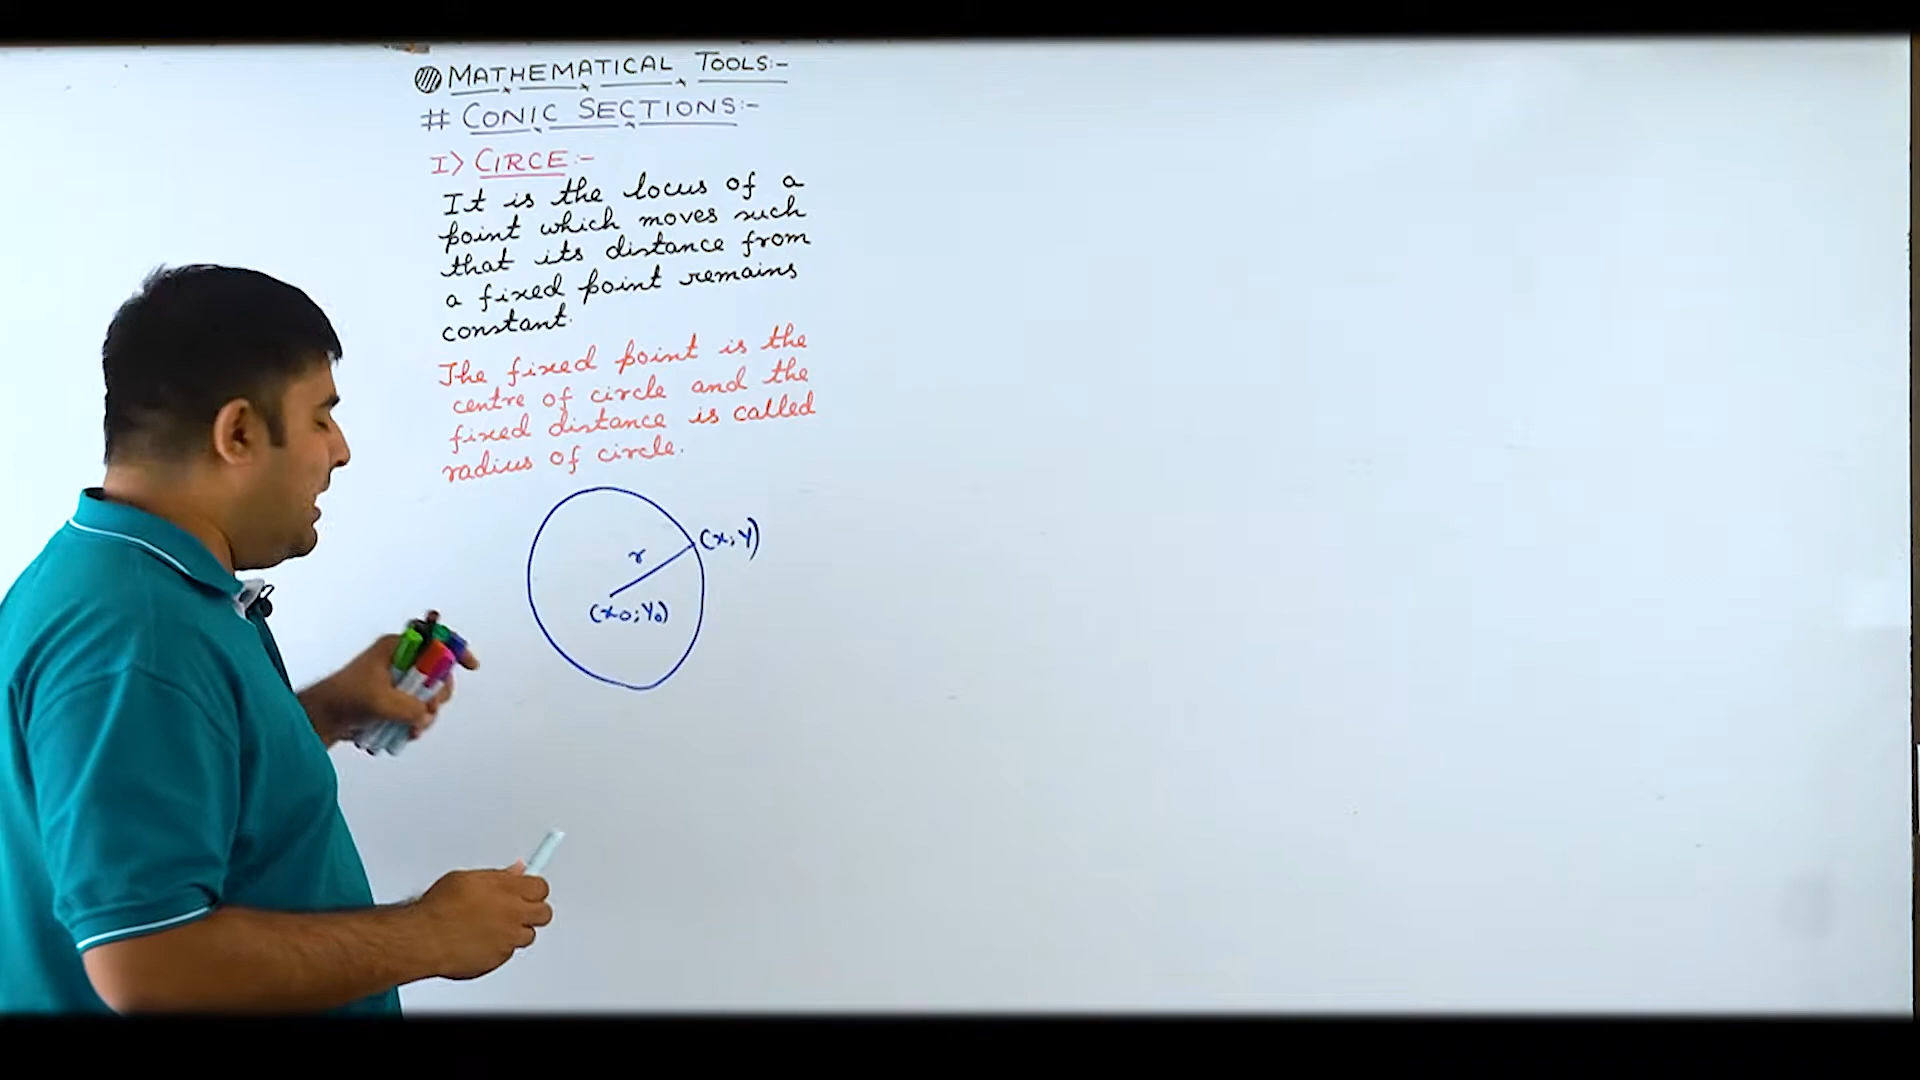 MATHEMATICAL TOOLS:-
# CONIC SECTIONS:-
I) CIRCE:-
It is the locus of a
point which moves such
that its distance from
a fixed point remains
constant.
The fixed point is the
centre of circle and the
fixed distance is called
radius of circle.
(x, y)
r
(x₀, y₀)